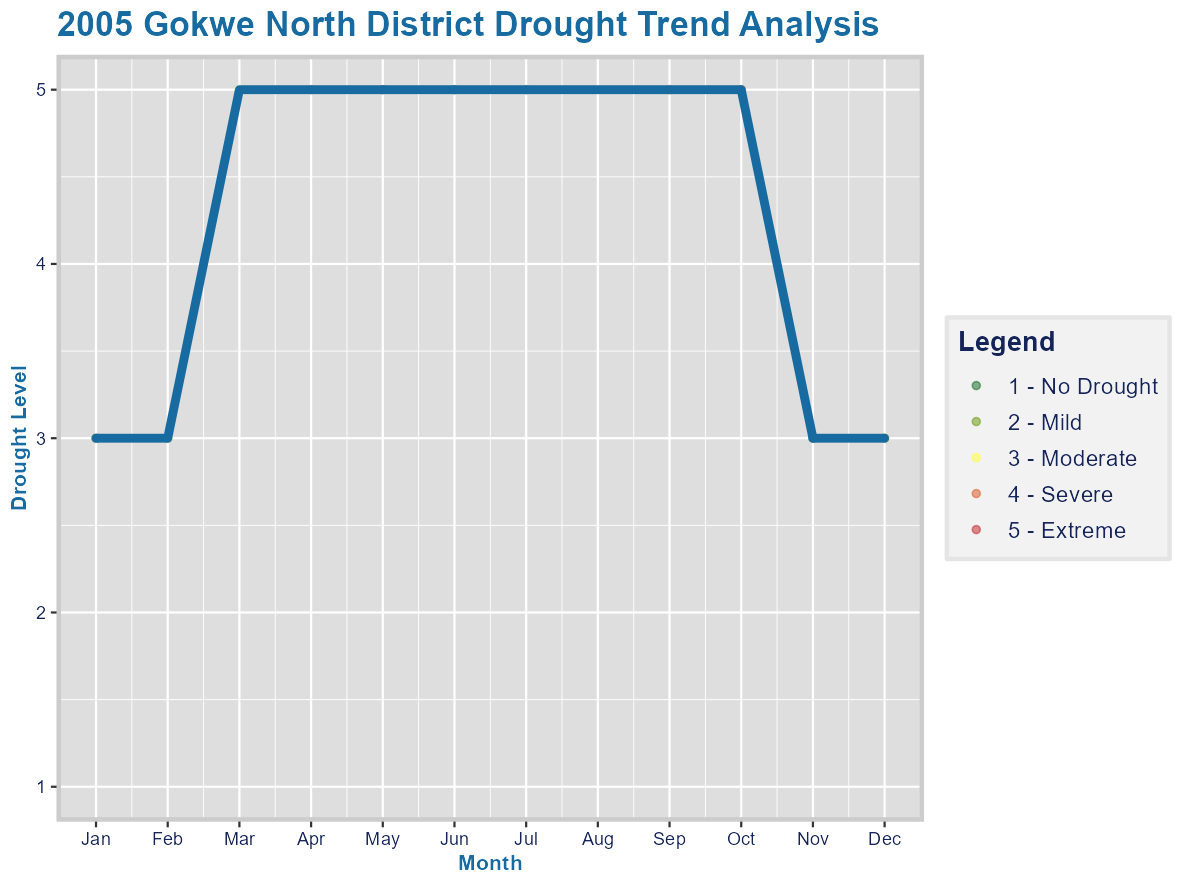 2005 Gokwe North District Drought Trend Analysis
5
4
3
2
1
Drought Level
Jan Feb Mar Apr May Jun Jul Aug Sep Oct Nov Dec
Month
Legend
1 - No Drought
2 - Mild
3 - Moderate
4 - Severe
5 - Extreme